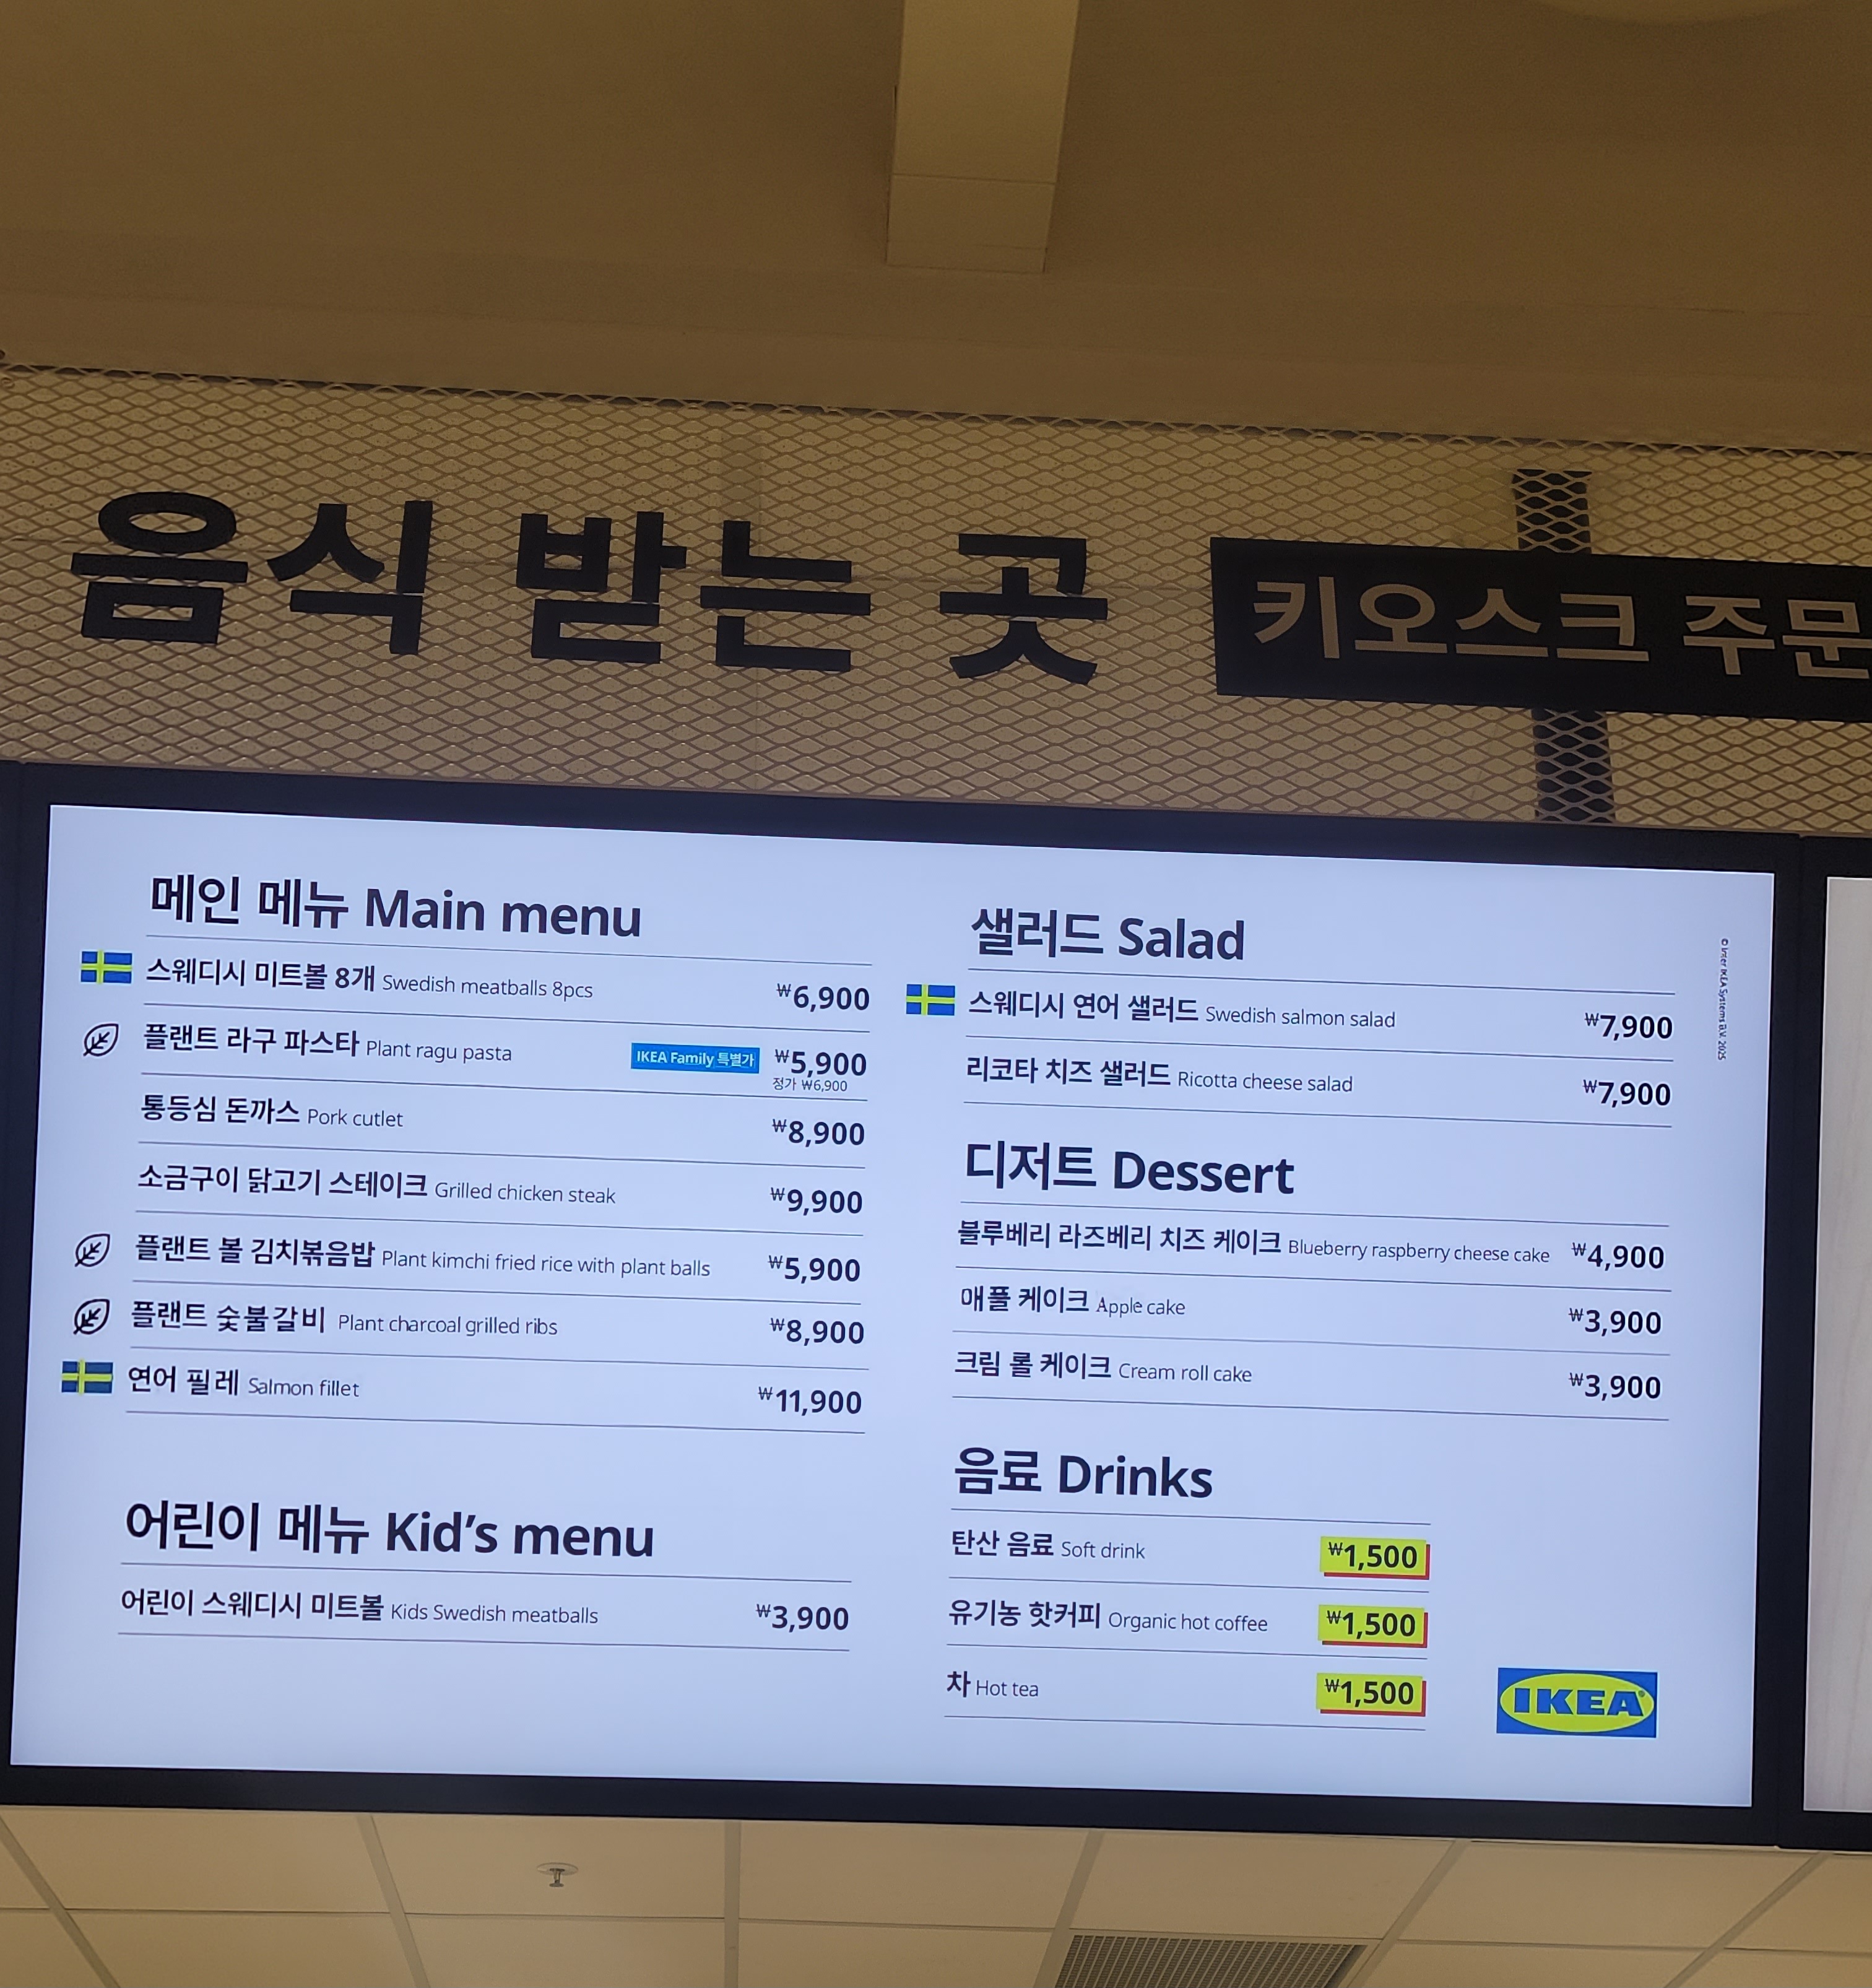 음식 받는 곳
키오스크 주문
메인 메뉴 Main menu
스웨디시 미트볼 8개 Swedish meatballs 8pcs ₩6,900
플랜트 라구 파스타 Plant ragu pasta IKEA Family 특별가 ₩5,900
정가 ₩6,900
통등심 돈까스 Pork cutlet ₩8,900
소금구이 닭고기 스테이크 Grilled chicken steak ₩9,900
플랜트 볼 김치볶음밥 Plant kimchi fried rice with plant balls ₩5,900
플랜트 숯불갈비 Plant charcoal grilled ribs ₩8,900
연어 필레 Salmon fillet ₩11,900
어린이 메뉴 Kid's menu
어린이 스웨디시 미트볼 Kids Swedish meatballs ₩3,900
샐러드 Salad
스웨디시 연어 샐러드 Swedish salmon salad ₩7,900
리코타 치즈 샐러드 Ricotta cheese salad ₩7,900
디저트 Dessert
블루베리 라즈베리 치즈 케이크 Blueberry raspberry cheese cake ₩4,900
애플 케이크 Apple cake ₩3,900
크림 롤 케이크 Cream roll cake ₩3,900
음료 Drinks
탄산 음료 Soft drink ₩1,500
유기농 핫커피 Organic hot coffee ₩1,500
차 Hot tea ₩1,500
IKEA
© Inter IKEA Systems B.V. 2025